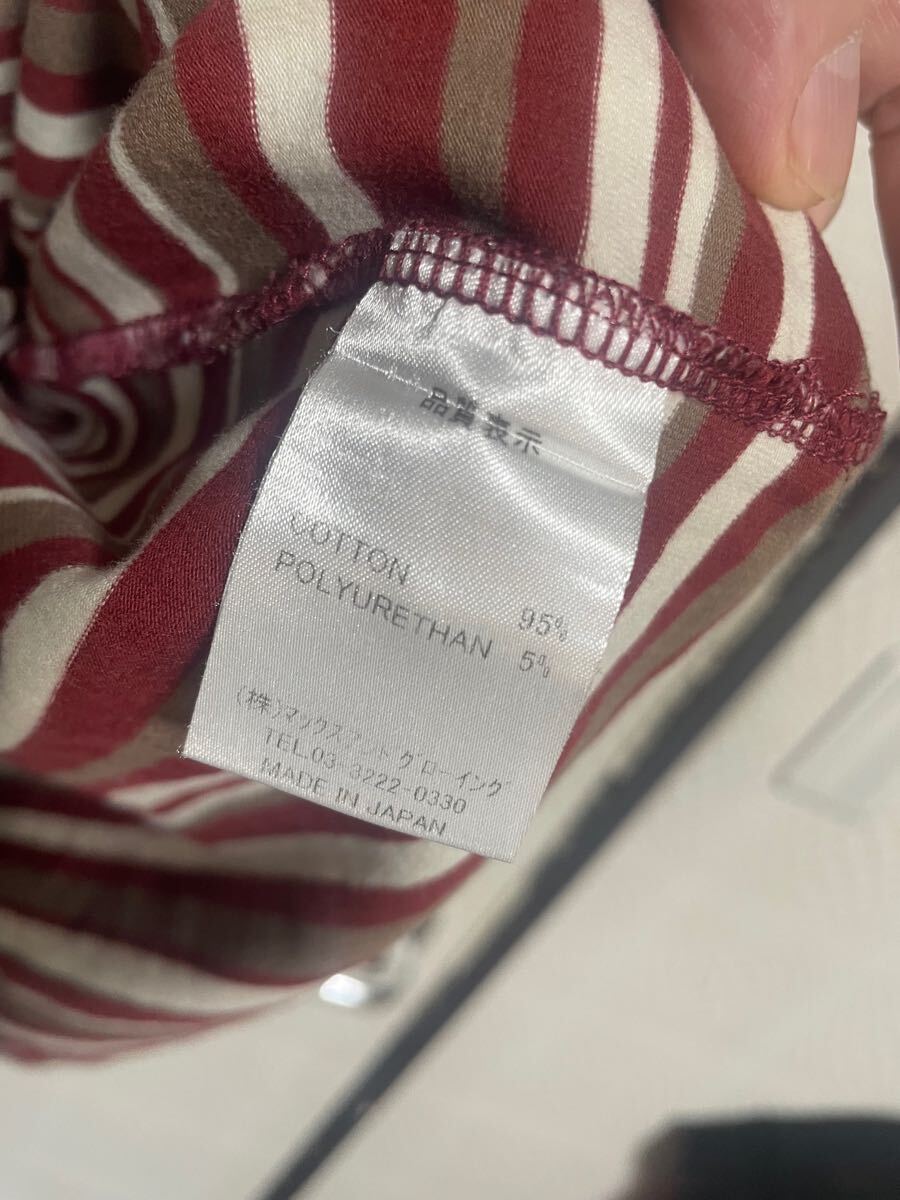 品質表示
COTTON 95%
POLYURETHAN 5%
(株)マックスアンドグローイング
TEL.03-3222-0330
MADE IN JAPAN